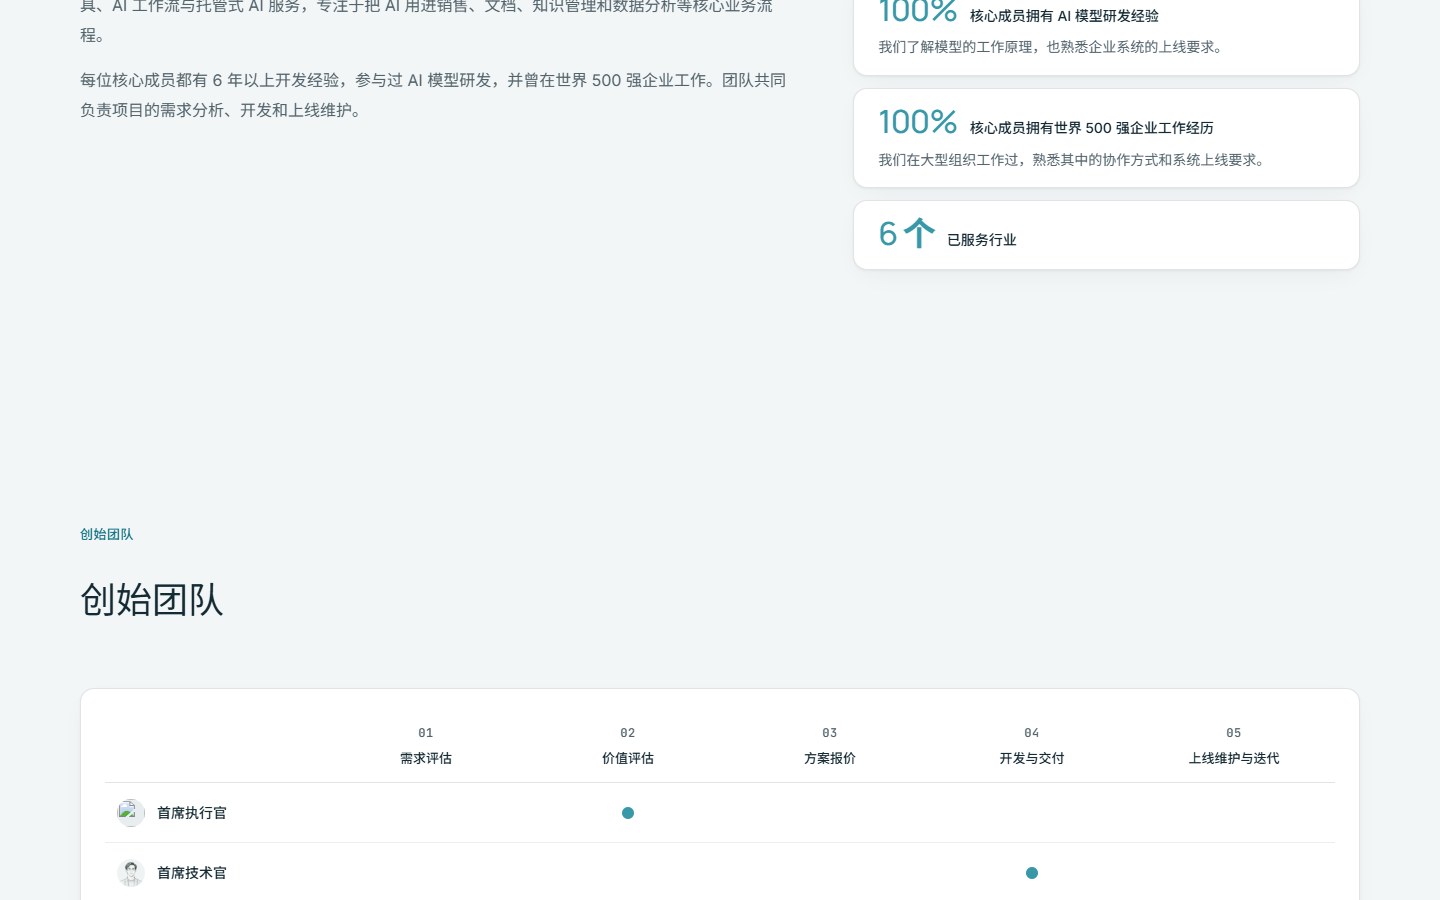 具、AI 工作流与托管式 AI 服务，专注于把 AI 用进销售、文档、知识管理和数据分析等核心业务流
程。
每位核心成员都有 6 年以上开发经验，参与过 AI 模型研发，并曾在世界 500 强企业工作。团队共同
负责项目的需求分析、开发和上线维护。
100% 核心成员拥有 AI 模型研发经验
我们了解模型的工作原理，也熟悉企业系统的上线要求。
100% 核心成员拥有世界 500 强企业工作经历
我们在大型组织工作过，熟悉其中的协作方式和系统上线要求。
6 个 已服务行业
创始团队
创始团队
01 02 03 04 05
需求评估 价值评估 方案报价 开发与交付 上线维护与迭代
首席执行官
首席技术官